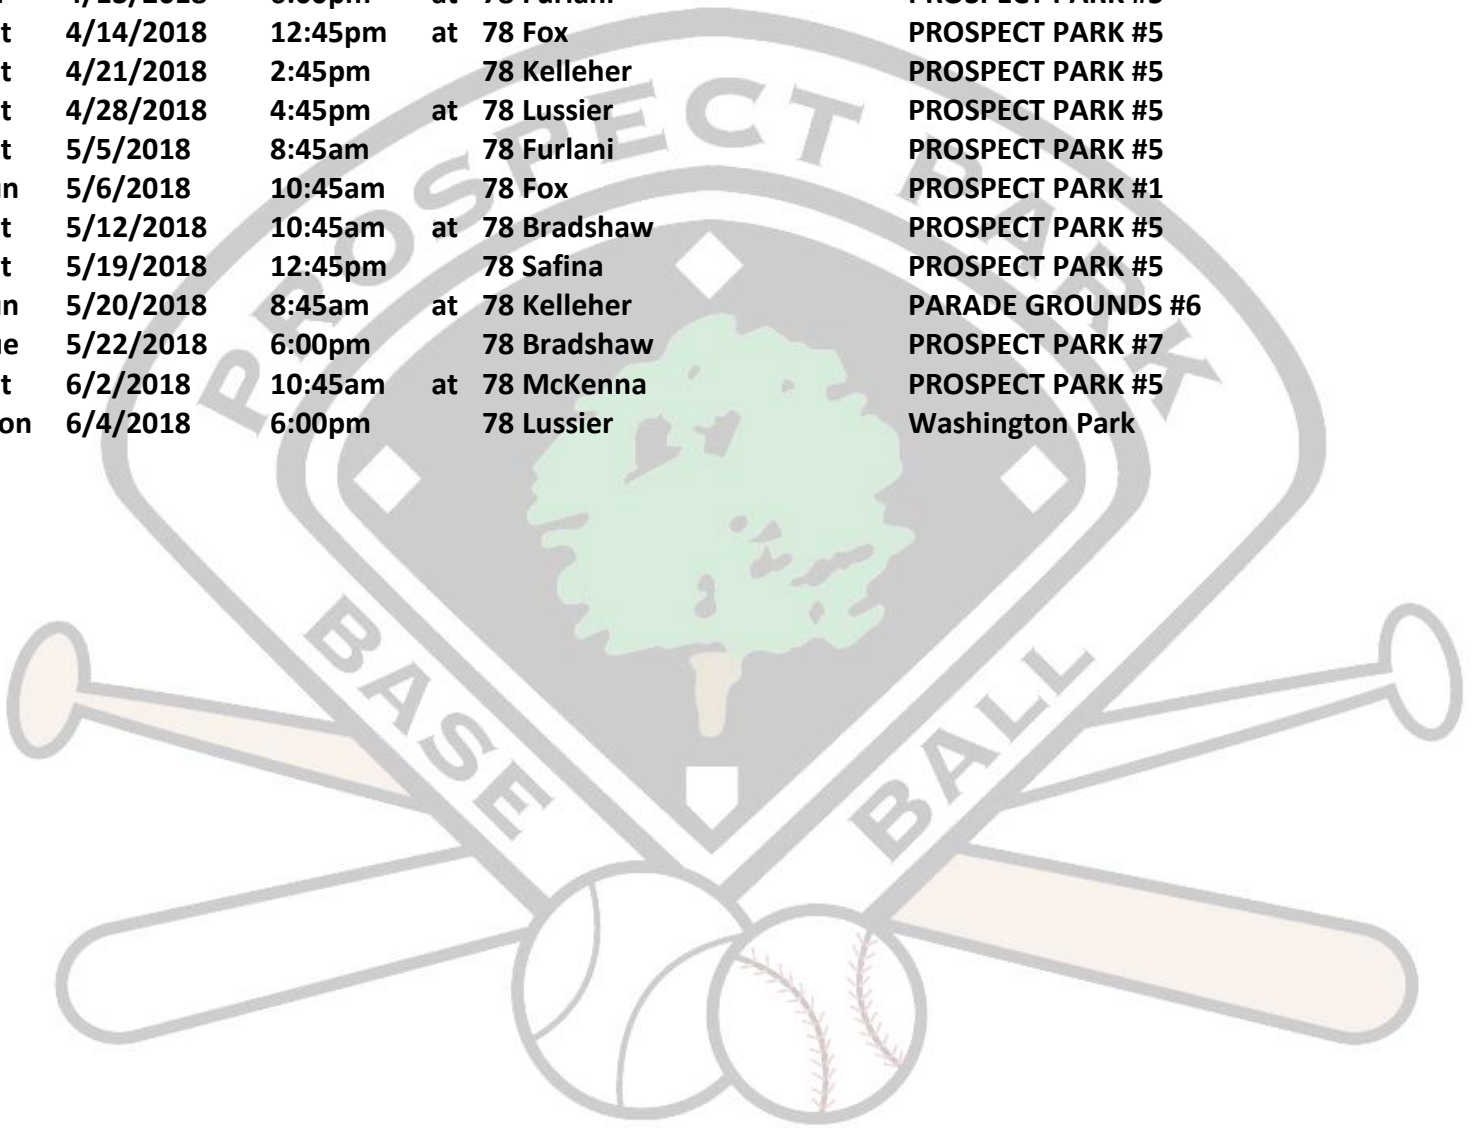 t 4/14/2018 12:45pm at 78 Fox PROSPECT PARK #5
t 4/21/2018 2:45pm 78 Kelleher PROSPECT PARK #5
t 4/28/2018 4:45pm at 78 Lussier PROSPECT PARK #5
t 5/5/2018 8:45am 78 Furlani PROSPECT PARK #5
un 5/6/2018 10:45am 78 Fox PROSPECT PARK #1
t 5/12/2018 10:45am at 78 Bradshaw PROSPECT PARK #5
t 5/19/2018 12:45pm 78 Safina PROSPECT PARK #5
un 5/20/2018 8:45am at 78 Kelleher PARADE GROUNDS #6
ue 5/22/2018 6:00pm 78 Bradshaw PROSPECT PARK #7
t 6/2/2018 10:45am at 78 McKenna PROSPECT PARK #5
on 6/4/2018 6:00pm 78 Lussier Washington Park
PROSPECT PARK
BASE BALL